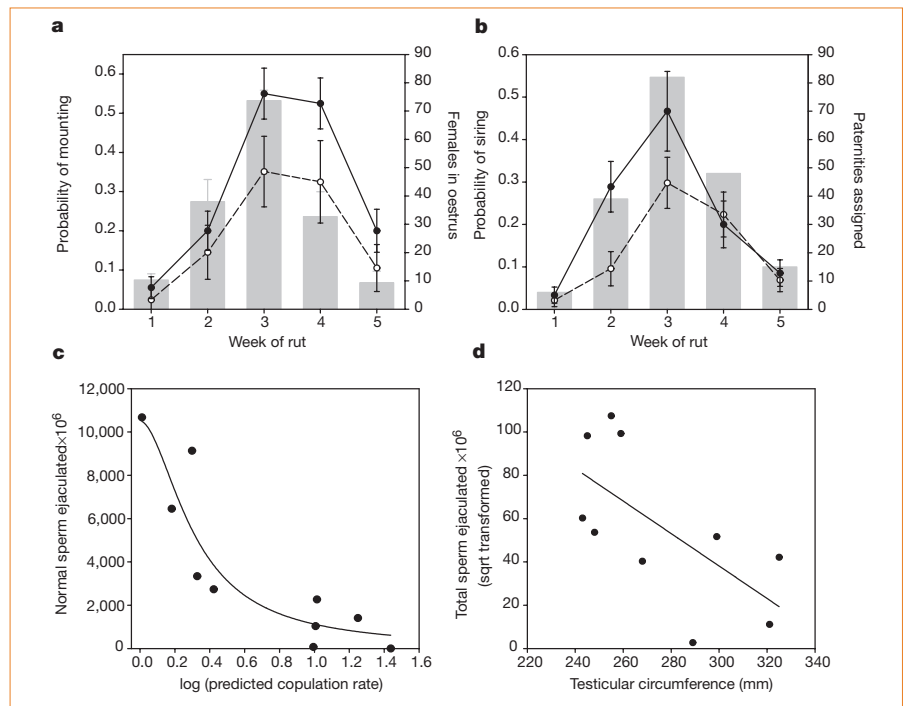 a
Probability of mounting
0.6
0.5
0.4
0.3
0.2
0.1
0.0
90
80
70
60
50
40
30
20
10
0
Females in oestrus
1 2 3 4 5
Week of rut
b
Probability of siring
0.6
0.5
0.4
0.3
0.2
0.1
0.0
90
80
70
60
50
40
30
20
10
0
Paternities assigned
1 2 3 4 5
Week of rut
c
Normal sperm ejaculated×10⁶
12,000
10,000
8,000
6,000
4,000
2,000
0
0.0 0.2 0.4 0.6 0.8 1.0 1.2 1.4 1.6
log (predicted copulation rate)
d
Total sperm ejaculated ×10⁶
(sqrt transformed)
120
100
80
60
40
20
0
220 240 260 280 300 320 340
Testicular circumference (mm)